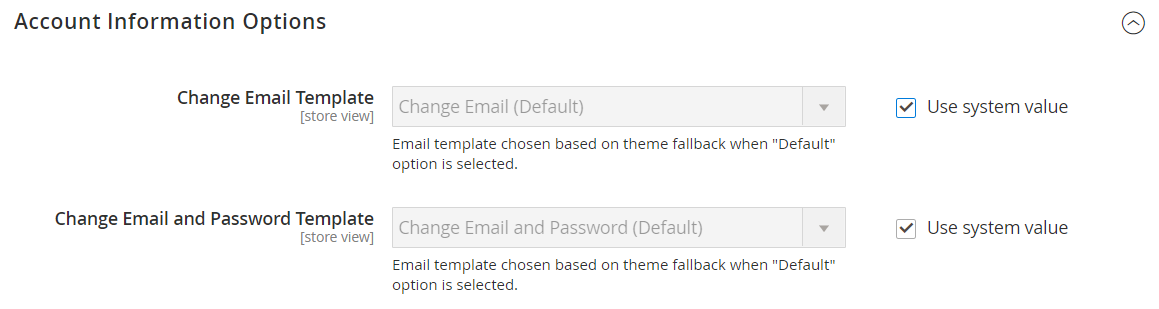 Account Information Options
Change Email Template
[store view]
Change Email (Default)
Use system value
Email template chosen based on theme fallback when "Default"
option is selected.
Change Email and Password Template
[store view]
Change Email and Password (Default)
Use system value
Email template chosen based on theme fallback when "Default"
option is selected.